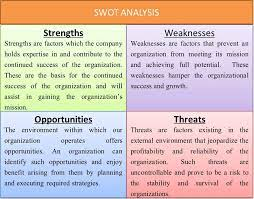 SWOT ANALYSIS
Strengths
Strengths are factors which the company
holds expertise in and contribute to the
continued success of the organization.
These are the basis for the continued
success of the organization and will
assist in gaining the organization's
mission.
Weaknesses
Weaknesses are factors that prevent an
organization from meeting its mission
and achieving full potential. These
weaknesses hamper the organizational
success and growth.
Opportunities
The environment within which our
organization operates offers
opportunities. An organization can
identify such opportunities and enjoy
benefit arising from them by planning
and executing required strategies.
Threats
Threats are factors existing in the
external environment that jeopardize the
profitability and reliability of the
organization. Such threats are
uncontrollable and prove to be a risk to
the stability and survival of the
organizations.